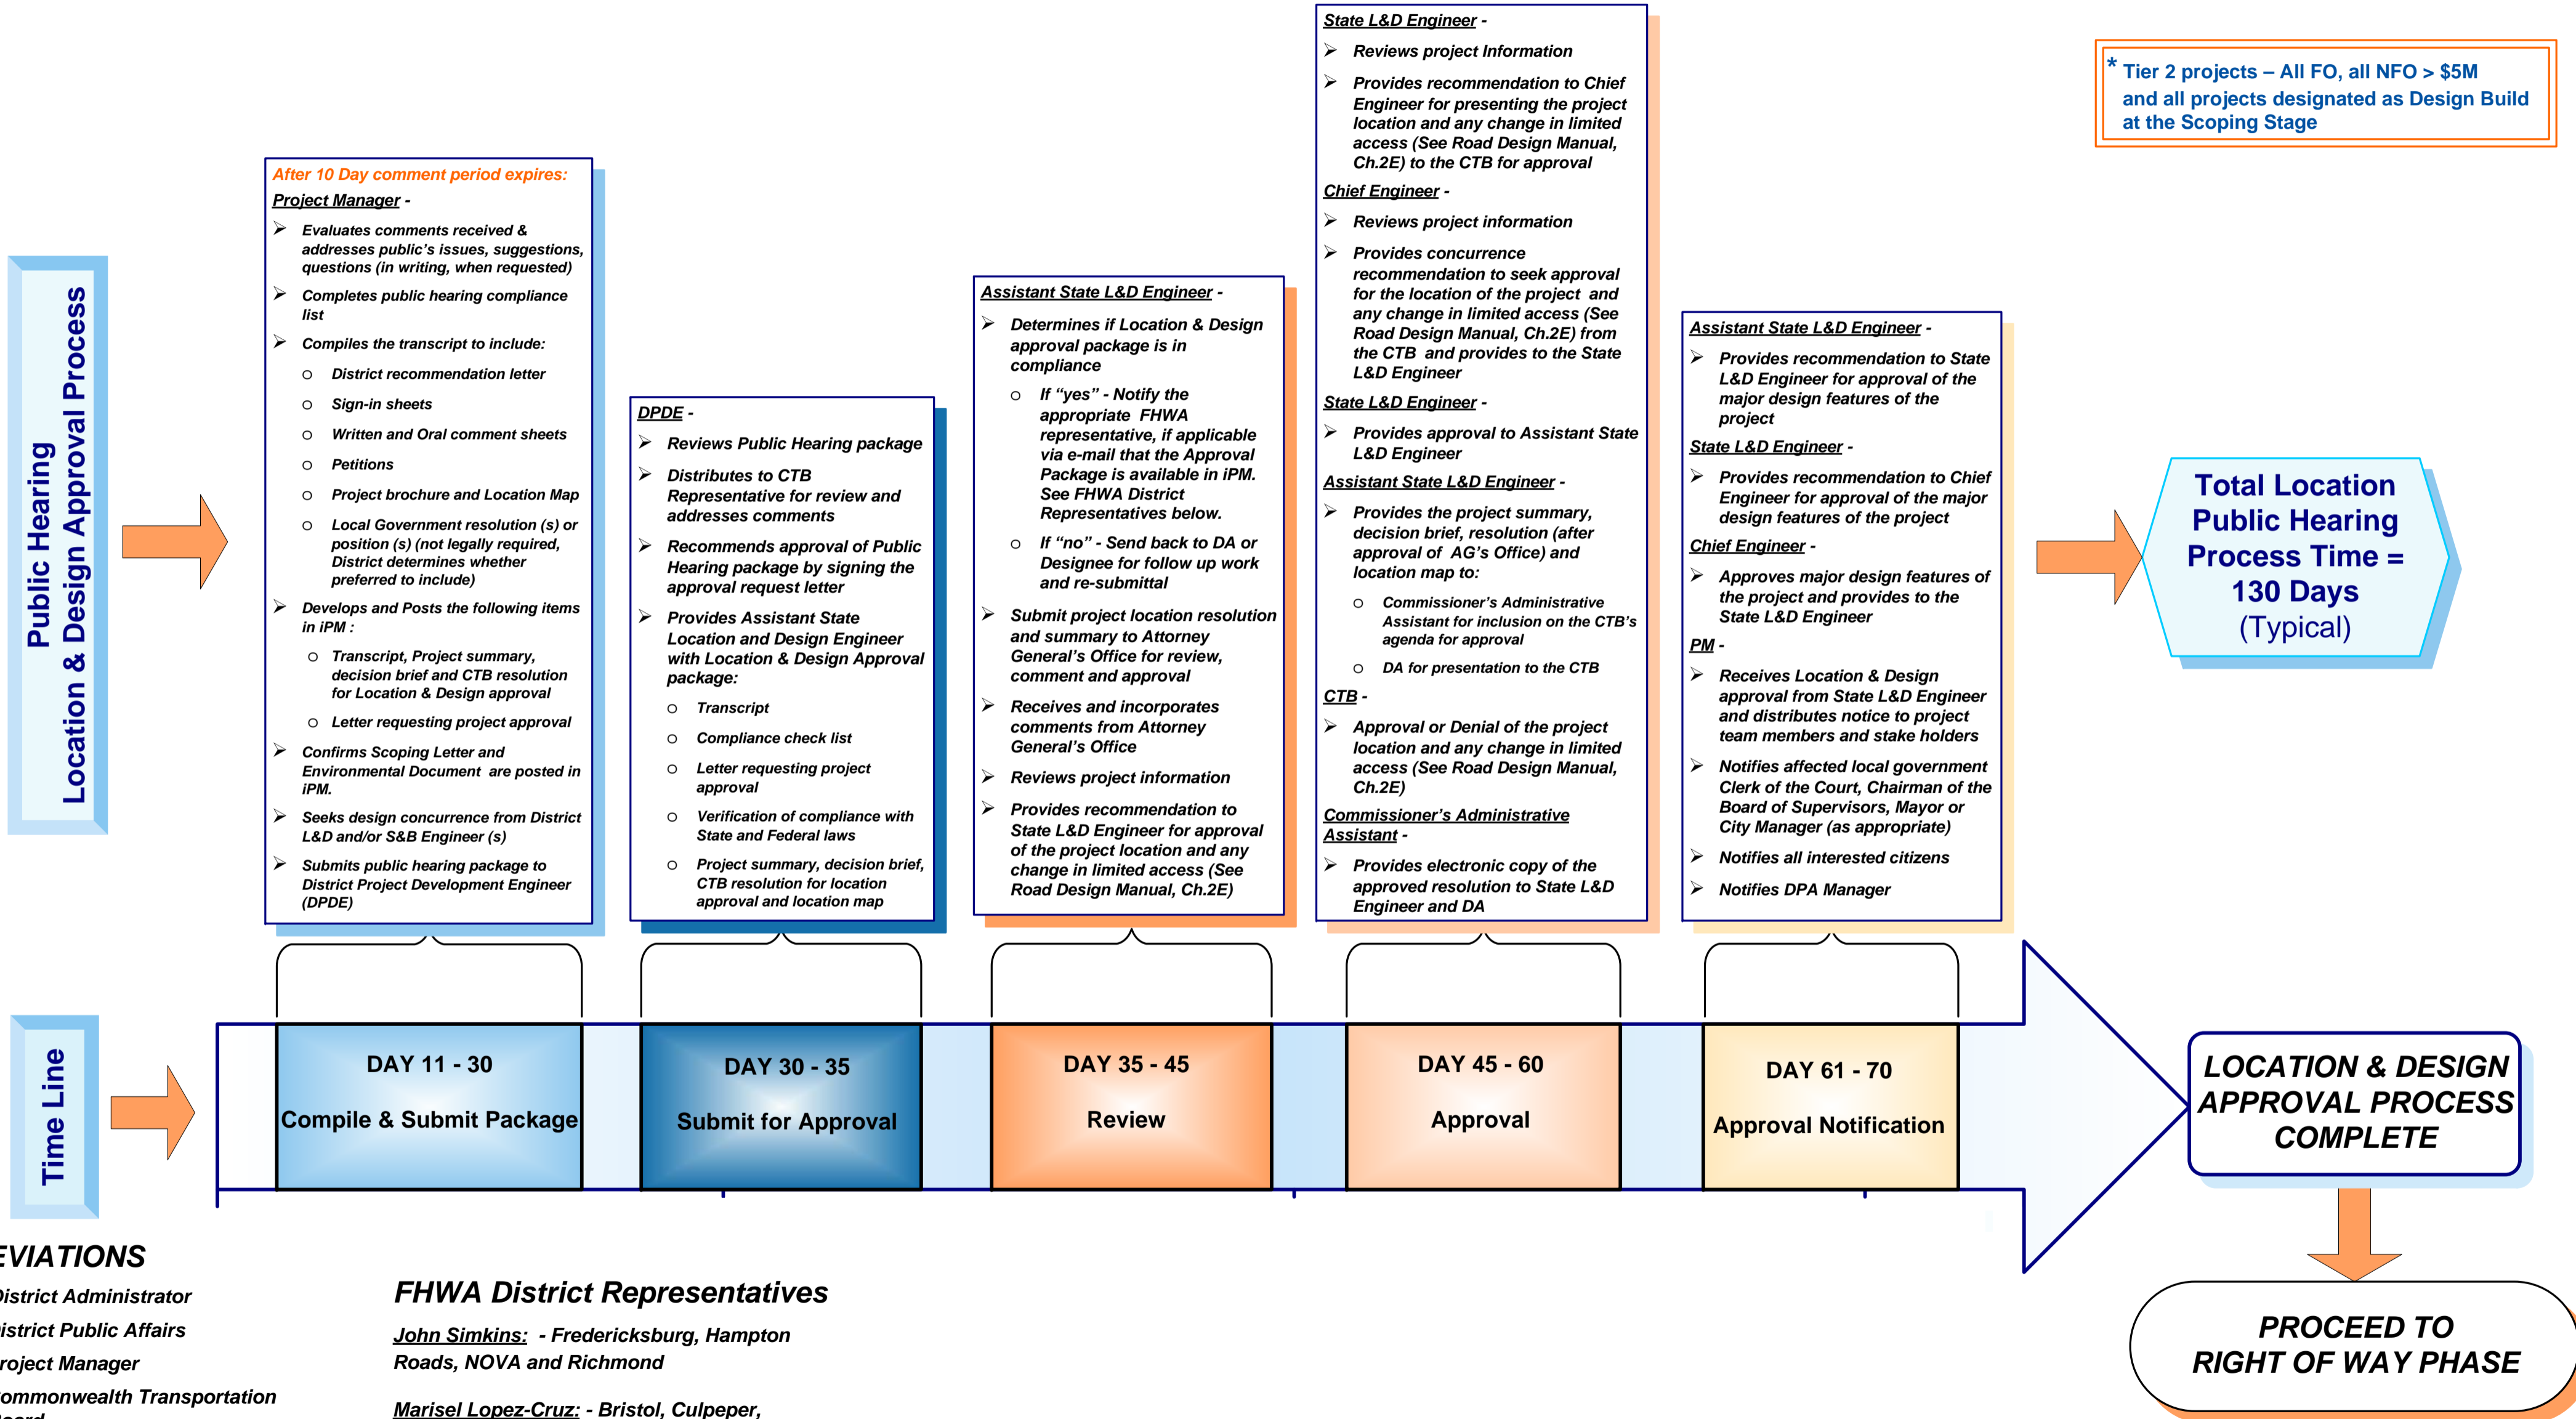 Public Hearing
Location & Design Approval Process
After 10 Day comment period expires:
Project Manager -
➢ Evaluates comments received &
addresses public's issues, suggestions,
questions (in writing, when requested)
➢ Completes public hearing compliance
list
➢ Compiles the transcript to include:
o District recommendation letter
o Sign-in sheets
o Written and Oral comment sheets
o Petitions
o Project brochure and Location Map
o Local Government resolution (s) or
position (s) (not legally required,
District determines whether
preferred to include)
➢ Develops and Posts the following items
in iPM :
o Transcript, Project summary,
decision brief and CTB resolution
for Location & Design approval
o Letter requesting project approval
➢ Confirms Scoping Letter and
Environmental Document are posted in
iPM.
➢ Seeks design concurrence from District
L&D and/or S&B Engineer (s)
➢ Submits public hearing package to
District Project Development Engineer
(DPDE)
DPDE -
➢ Reviews Public Hearing package
➢ Distributes to CTB
Representative for review and
addresses comments
➢ Recommends approval of Public
Hearing package by signing the
approval request letter
➢ Provides Assistant State
Location and Design Engineer
with Location & Design Approval
package:
o Transcript
o Compliance check list
o Letter requesting project
approval
o Verification of compliance with
State and Federal laws
o Project summary, decision brief,
CTB resolution for location
approval and location map
Assistant State L&D Engineer -
➢ Determines if Location & Design
approval package is in
compliance
o If “yes” - Notify the
appropriate FHWA
representative, if applicable
via e-mail that the Approval
Package is available in iPM.
See FHWA District
Representatives below.
o If “no” - Send back to DA or
Designee for follow up work
and re-submittal
➢ Submit project location resolution
and summary to Attorney
General's Office for review,
comment and approval
➢ Receives and incorporates
comments from Attorney
General's Office
➢ Reviews project information
➢ Provides recommendation to
State L&D Engineer for approval
of the project location and any
change in limited access (See
Road Design Manual, Ch.2E)
State L&D Engineer -
➢ Reviews project Information
➢ Provides recommendation to Chief
Engineer for presenting the project
location and any change in limited
access (See Road Design Manual,
Ch.2E) to the CTB for approval
Chief Engineer -
➢ Reviews project information
➢ Provides concurrence
recommendation to seek approval
for the location of the project and
any change in limited access (See
Road Design Manual, Ch.2E) from
the CTB and provides to the State
L&D Engineer
State L&D Engineer -
➢ Provides approval to Assistant State
L&D Engineer
Assistant State L&D Engineer -
➢ Provides the project summary,
decision brief, resolution (after
approval of AG's Office) and
location map to:
o Commissioner's Administrative
Assistant for inclusion on the CTB's
agenda for approval
o DA for presentation to the CTB
CTB -
➢ Approval or Denial of the project
location and any change in limited
access (See Road Design Manual,
Ch.2E)
Commissioner's Administrative
Assistant -
➢ Provides electronic copy of the
approved resolution to State L&D
Engineer and DA
Assistant State L&D Engineer -
➢ Provides recommendation to State
L&D Engineer for approval of the
major design features of the
project
State L&D Engineer -
➢ Provides recommendation to Chief
Engineer for approval of the major
design features of the project
Chief Engineer -
➢ Approves major design features of
the project and provides to the
State L&D Engineer
PM -
➢ Receives Location & Design
approval from State L&D Engineer
and distributes notice to project
team members and stake holders
➢ Notifies affected local government
Clerk of the Court, Chairman of the
Board of Supervisors, Mayor or
City Manager (as appropriate)
➢ Notifies all interested citizens
➢ Notifies DPA Manager
* Tier 2 projects – All FO, all NFO > $5M
and all projects designated as Design Build
at the Scoping Stage
Total Location
Public Hearing
Process Time =
130 Days
(Typical)
Time Line
DAY 11 - 30
Compile & Submit Package
DAY 30 - 35
Submit for Approval
DAY 35 - 45
Review
DAY 45 - 60
Approval
DAY 61 - 70
Approval Notification
LOCATION & DESIGN
APPROVAL PROCESS
COMPLETE
PROCEED TO
RIGHT OF WAY PHASE
EVIATIONS
District Administrator
istrict Public Affairs
roject Manager
ommonwealth Transportation
FHWA District Representatives
John Simkins: - Fredericksburg, Hampton
Roads, NOVA and Richmond
Marisel Lopez-Cruz: - Bristol, Culpeper,